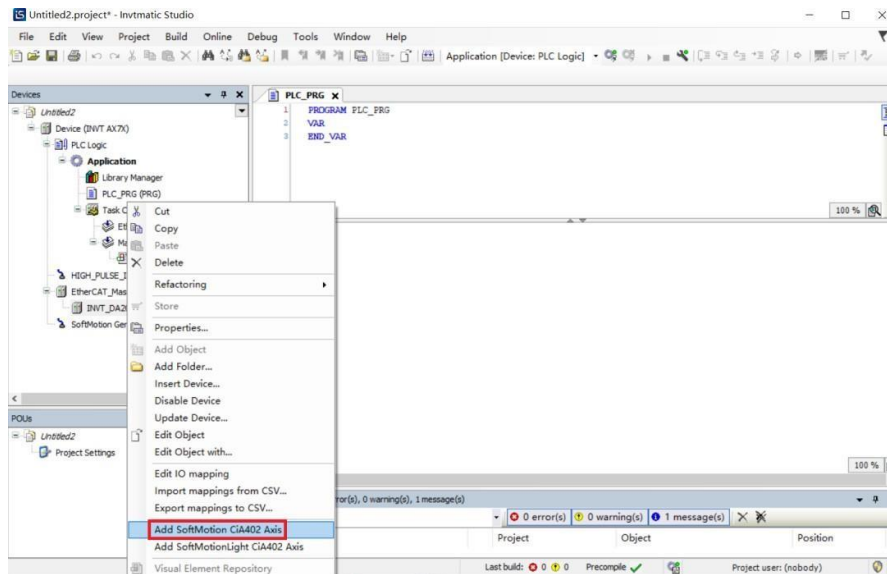 Untitled2.project* - Invtmatic Studio
File Edit View Project Build Online Debug Tools Window Help
Application [Device: PLC Logic]
Devices
Untitled2
Device (INVT AX7X)
PLC Logic
Application
Library Manager
PLC_PRG (PRG)
Task C
Et
Ma
HIGH_PULSE_I
EtherCAT_Mas
INVT_DA2
SoftMotion Ger
POUs
Untitled2
Project Settings
PLC_PRG X
1 PROGRAM PLC_PRG
2 VAR
3 END_VAR
100 %
Cut
Copy
Paste
Delete
Refactoring
Store
Properties...
Add Object
Add Folder...
Insert Device...
Disable Device
Update Device...
Edit Object
Edit Object with...
Edit IO mapping
Import mappings from CSV...
Export mappings to CSV...
Add SoftMotion CiA402 Axis
Add SoftMotionLight CiA402 Axis
Visual Element Repository
100 %
ror(s), 0 warning(s), 1 message(s)
0 error(s) 0 warning(s) 1 message(s)
Project Object Position
Last build: 0 0 Precompile Project user: (nobody)